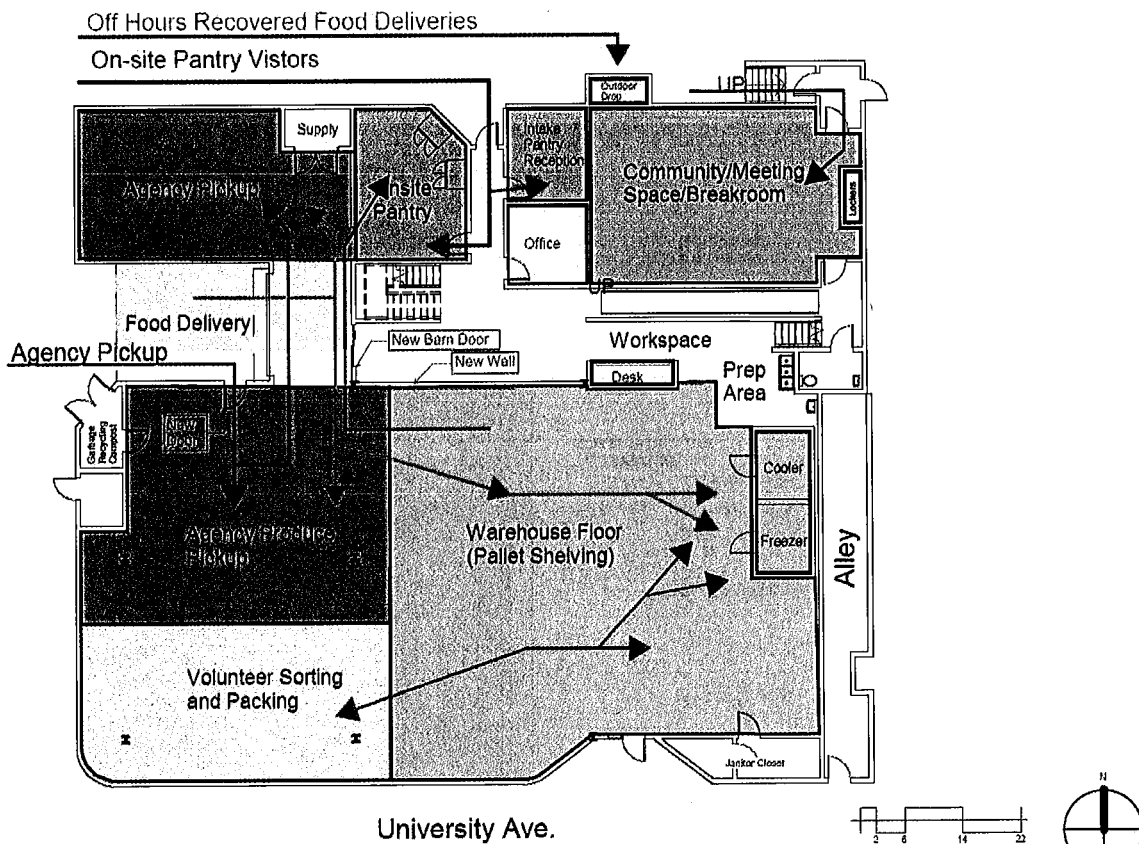 Off Hours Recovered Food Deliveries
On-site Pantry Vistors
UP
Outdoor
Drop
Supply
Intake
Pantry
Reception
Community/Meeting
Space/Breakroom
Lockers
Agency Pickup
Onsite
Pantry
Office
UP
Food Delivery
Workspace
New Barn Door
Agency Pickup
New Wall
Desk
Prep
Area
Garbage
Recycling
Compost
New
Door
Cooler
Agency Produce
Pickup
Warehouse Floor
(Pallet Shelving)
Freezer
Alley
Volunteer Sorting
and Packing
Janitor Closet
University Ave.
N
2
6
14
22